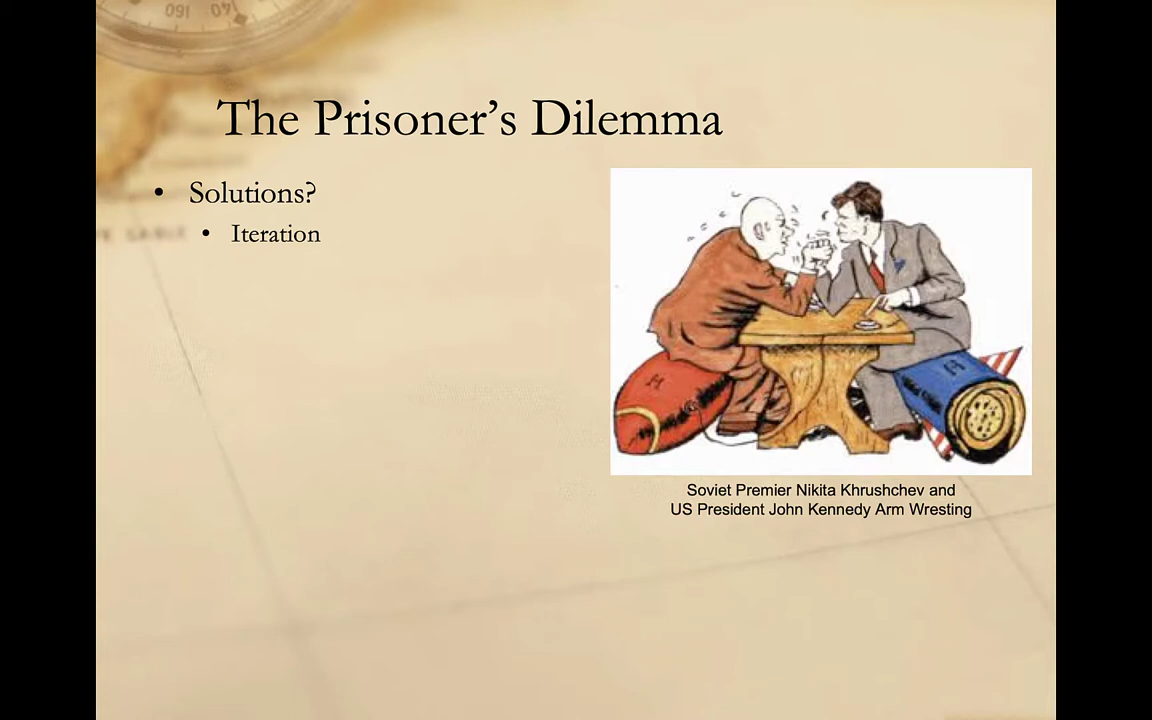 The Prisoner's Dilemma
• Solutions?
• Iteration
H
H
Soviet Premier Nikita Khrushchev and
US President John Kennedy Arm Wresting